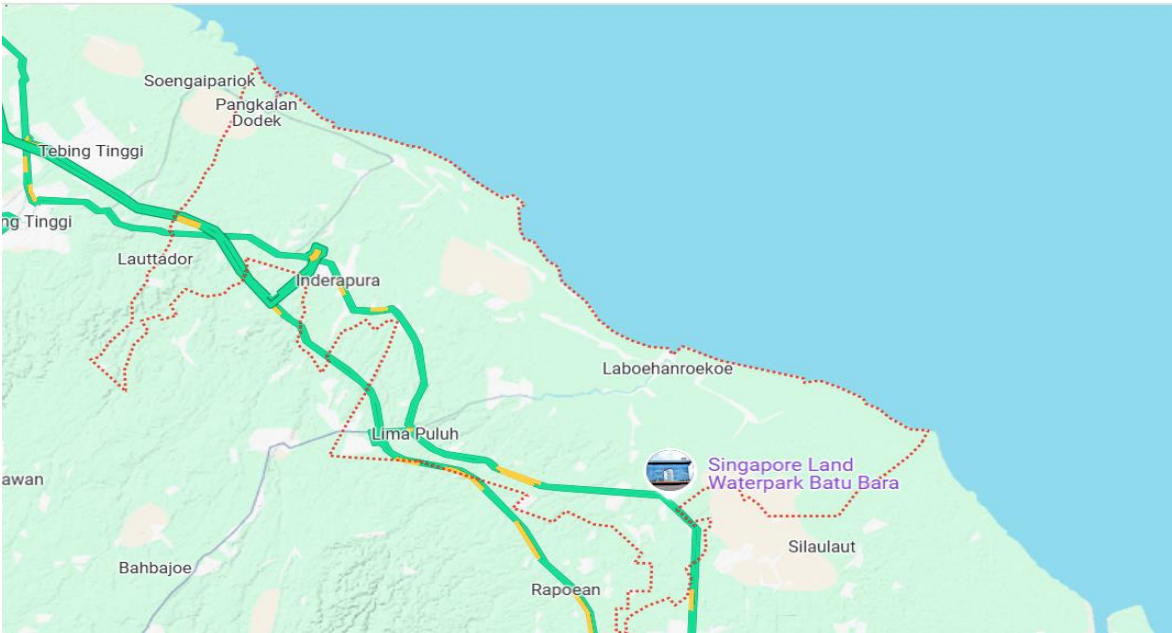 Soengaipariok
Pangkalan
Dodek
Tebing Tinggi
ng Tinggi
Lauttador
Inderapura
Laboehanroekoe
Lima Puluh
Singapore Land
Waterpark Batu Bara
awan
Silaulaut
Bahbajoe
Rapoean